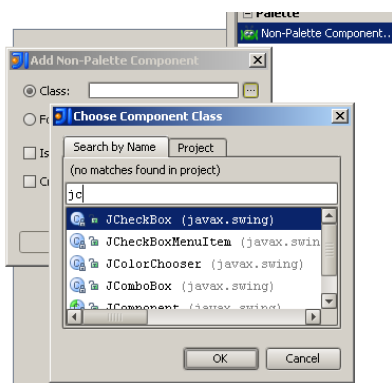 Palette
Non-Palette Component..
Add Non-Palette Component
Class:
Fo
Choose Component Class
Is
Search by Name
Project
(no matches found in project)
jc
JCheckBox (javax.swing)
JCheckBoxMenuItem (javax.swin
JColorChooser (javax.swing)
JComboBox (javax.swing)
JComponent (javax.swing)
OK
Cancel